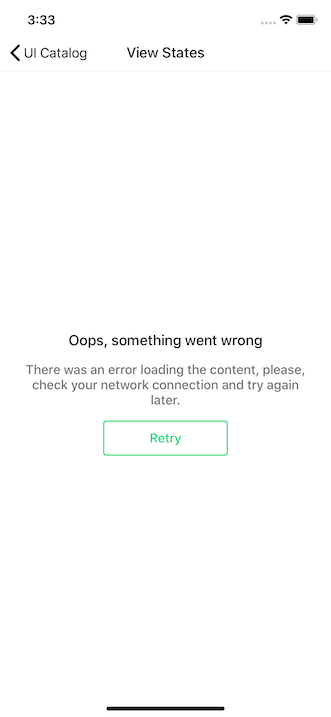 3:33
UI Catalog
View States
Oops, something went wrong
There was an error loading the content, please,
check your network connection and try again
later.
Retry